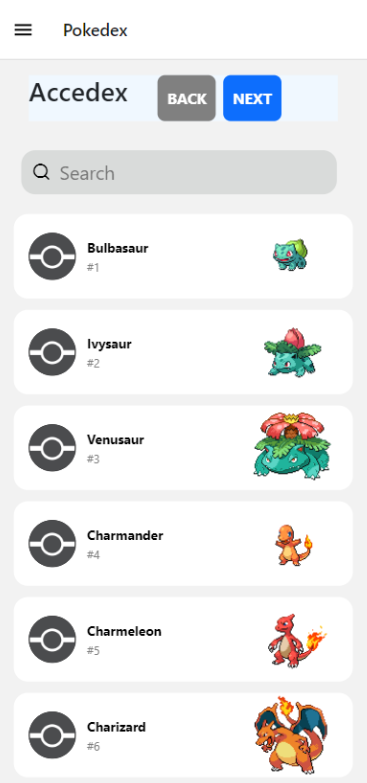 Pokedex
Accedex BACK NEXT
Search
Bulbasaur
#1
Ivysaur
#2
Venusaur
#3
Charmander
#4
Charmeleon
#5
Charizard
#6